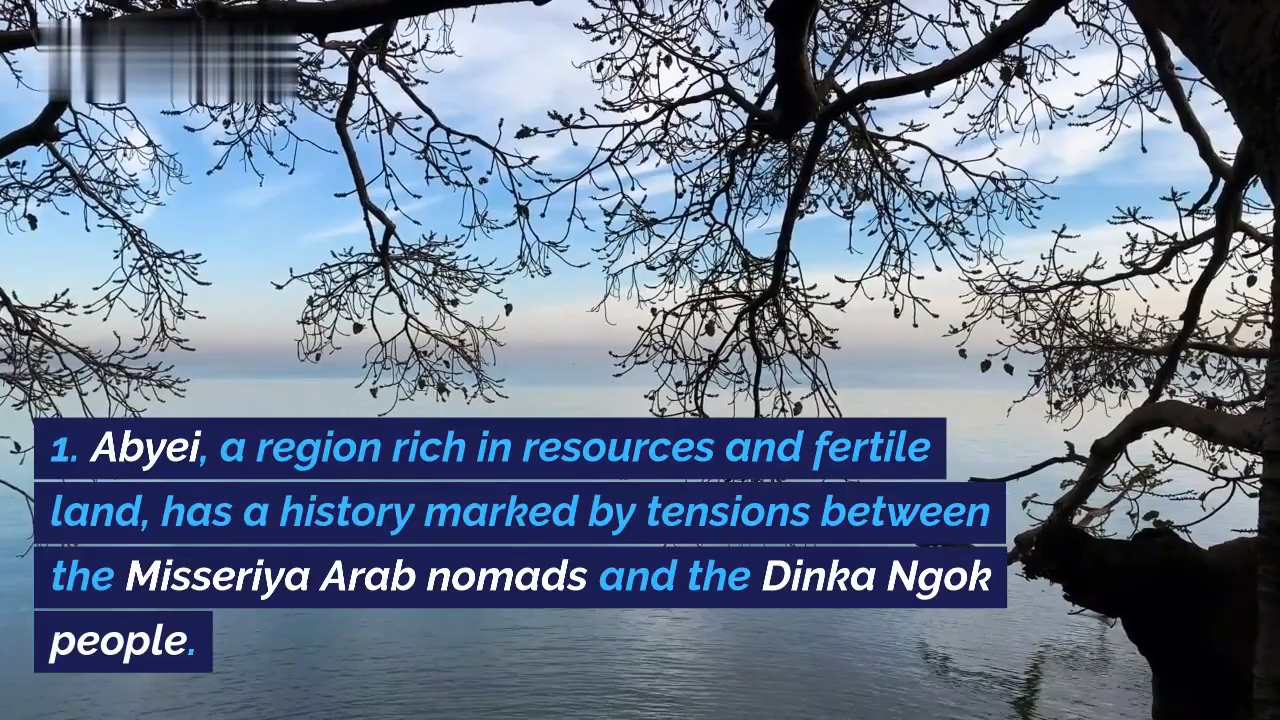 1. Abyei, a region rich in resources and fertile
land, has a history marked by tensions between
the Misseriya Arab nomads and the Dinka Ngok
people.